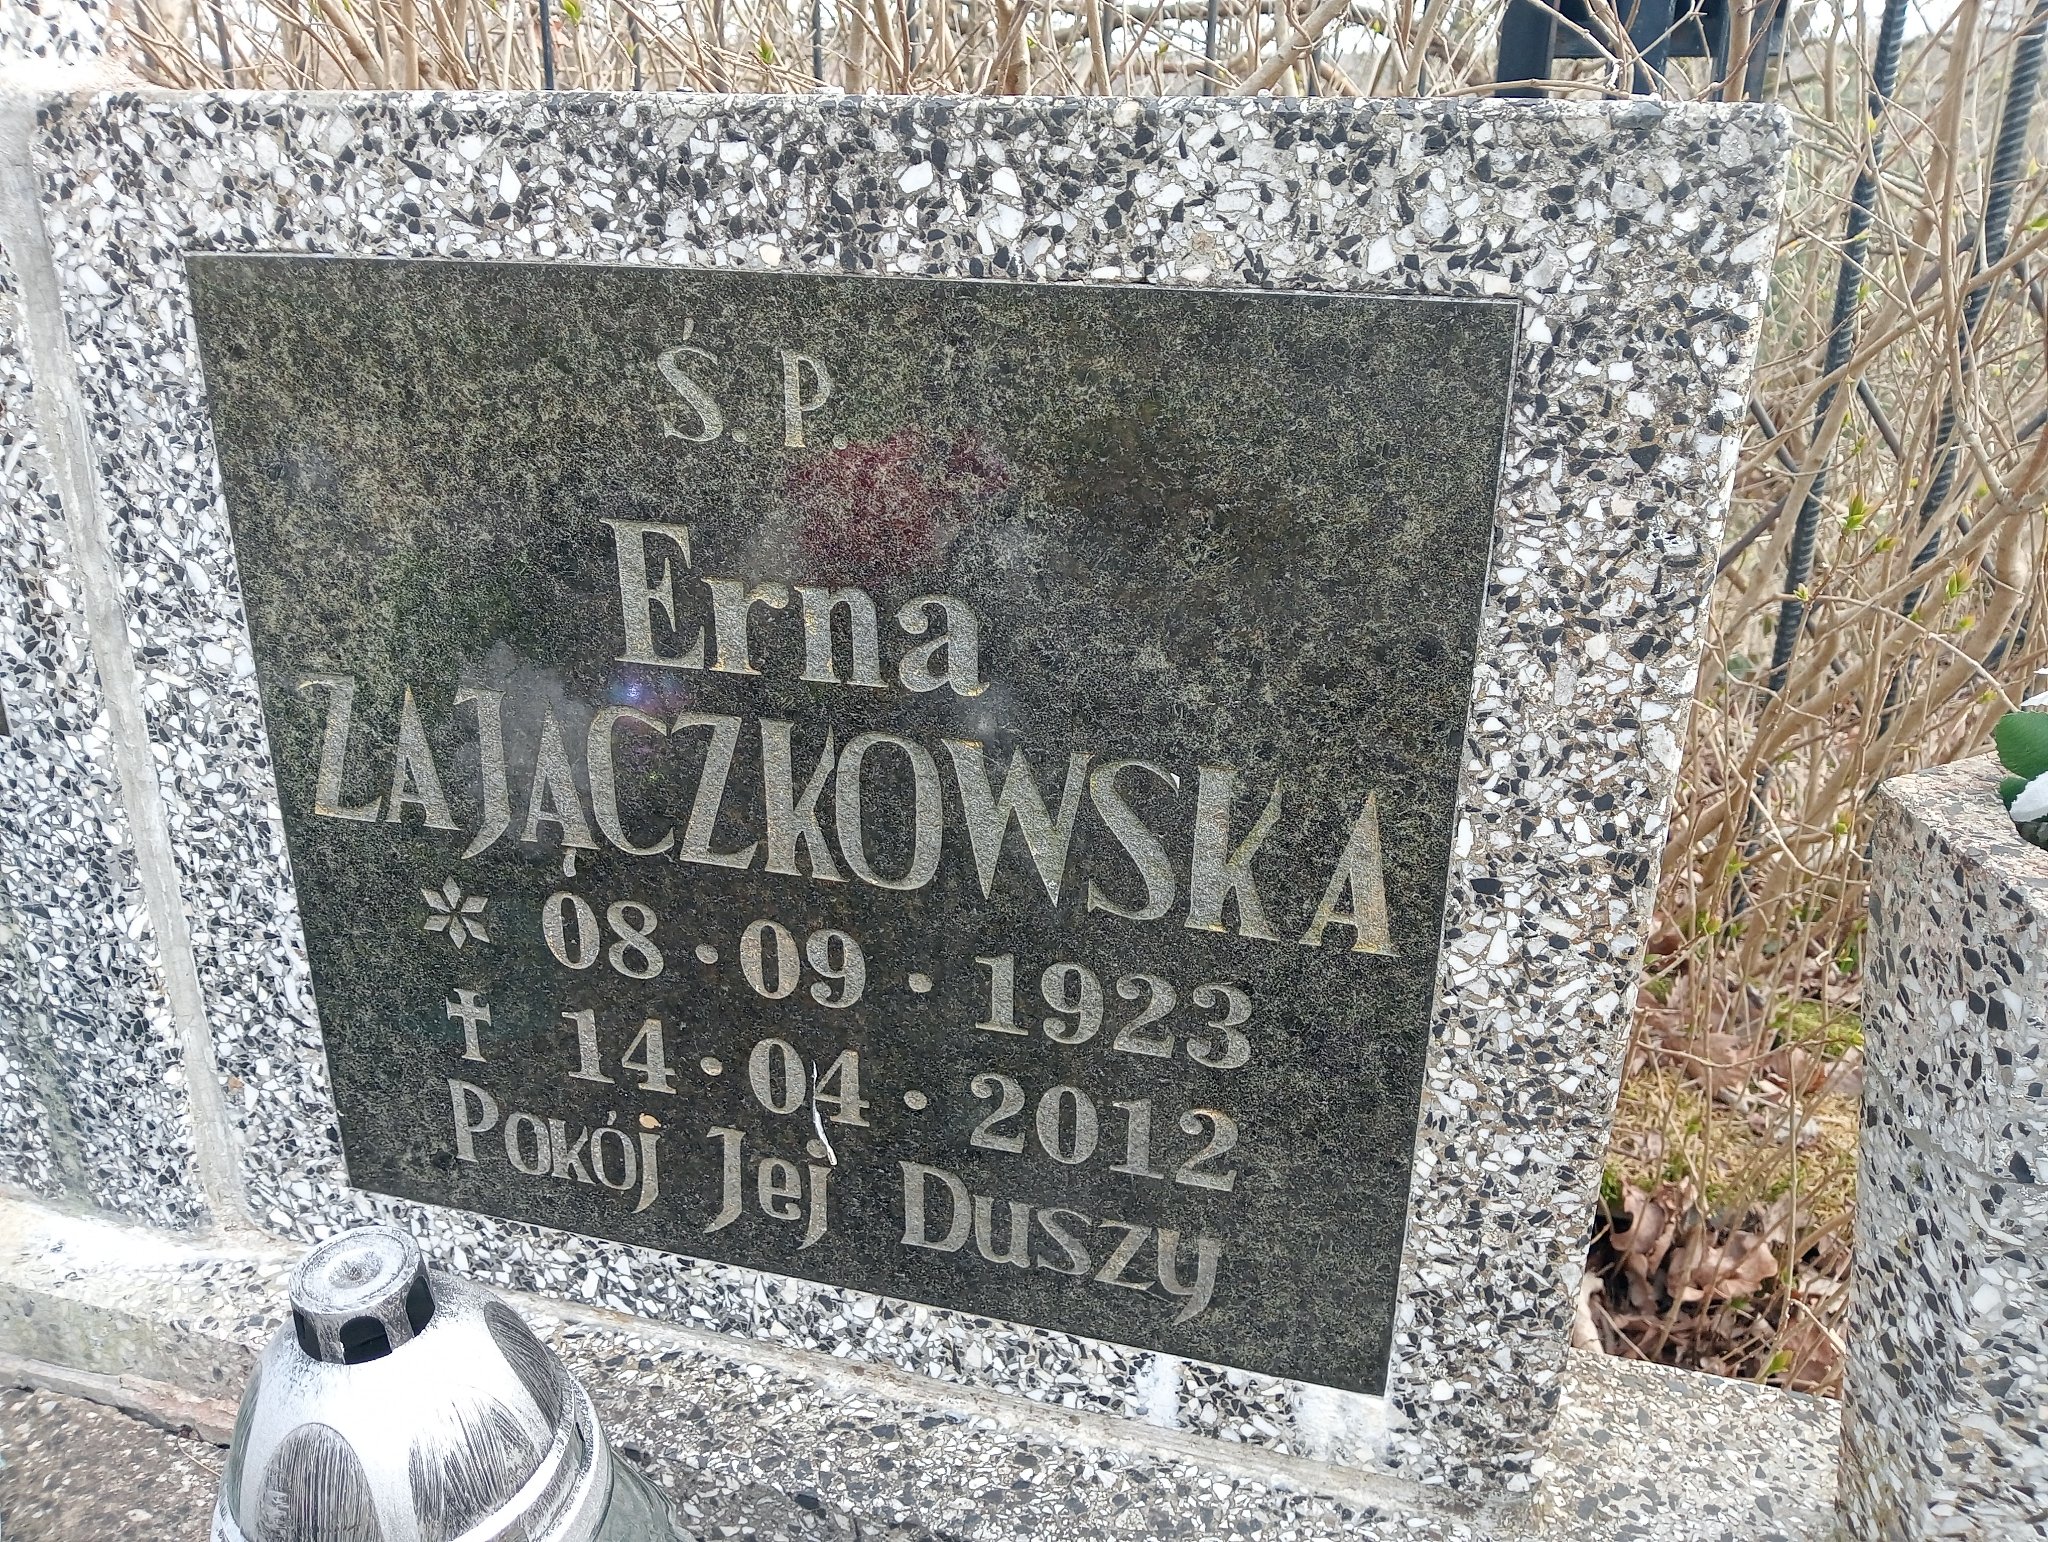 Ś. P.
Erna
ZAJĄCZKOWSKA
08 • 09 • 1923
✝ 14 • 04 • 2012
Pokój Jej Duszy